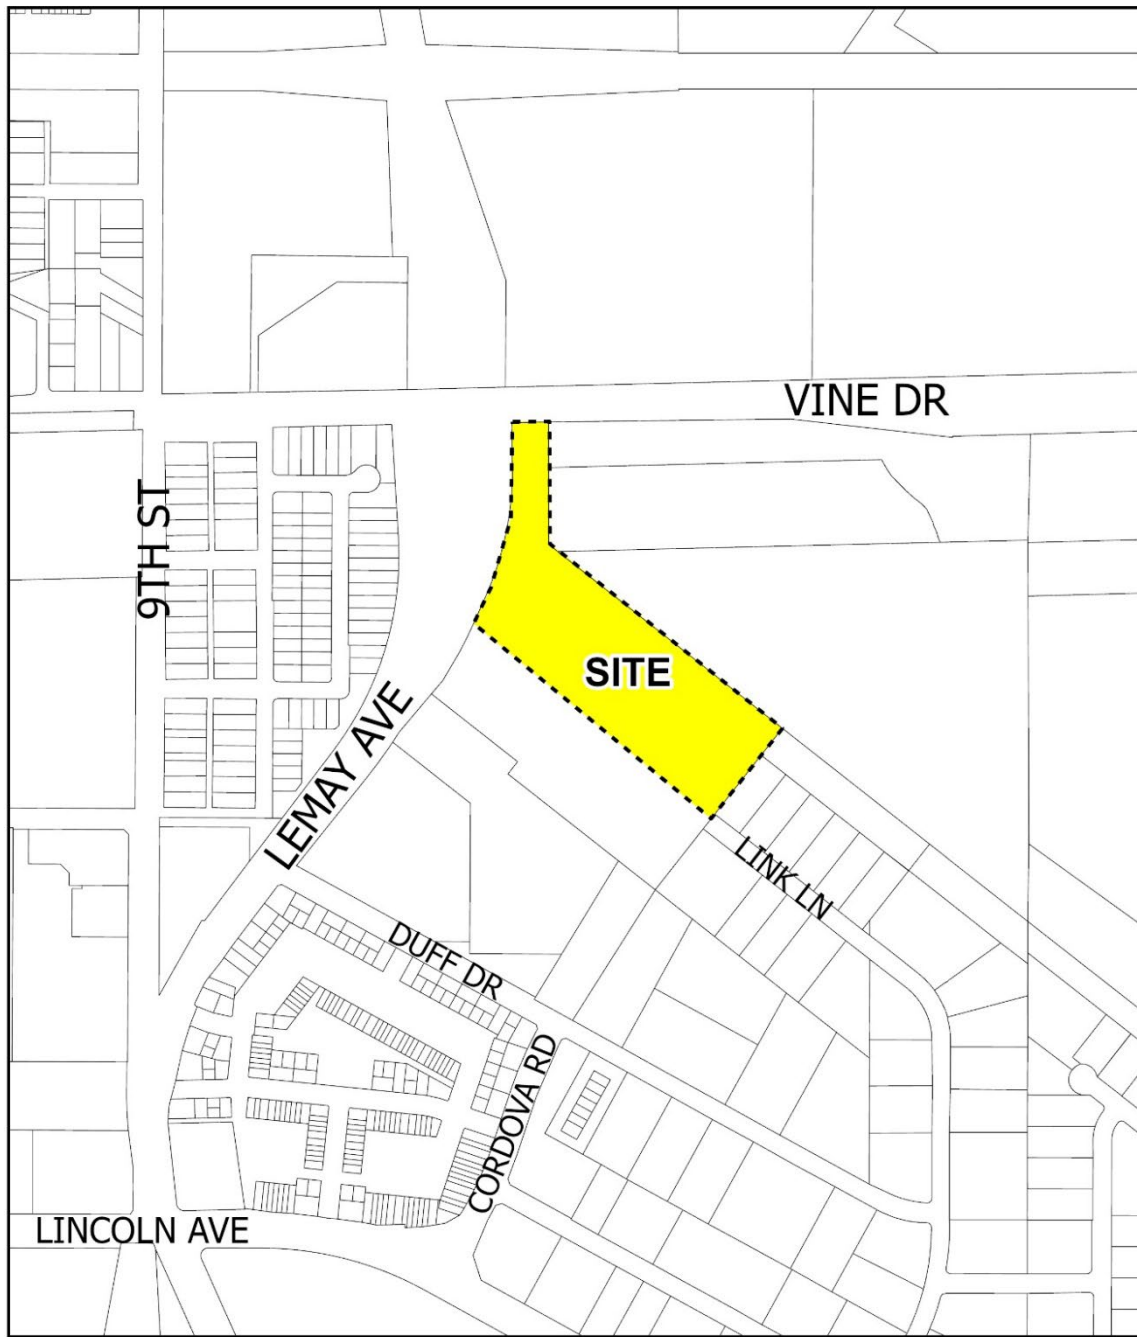 VINE DR
9TH ST
SITE
LEMAY AVE
LINK LN
DUFF DR
CORDOVA RD
LINCOLN AVE